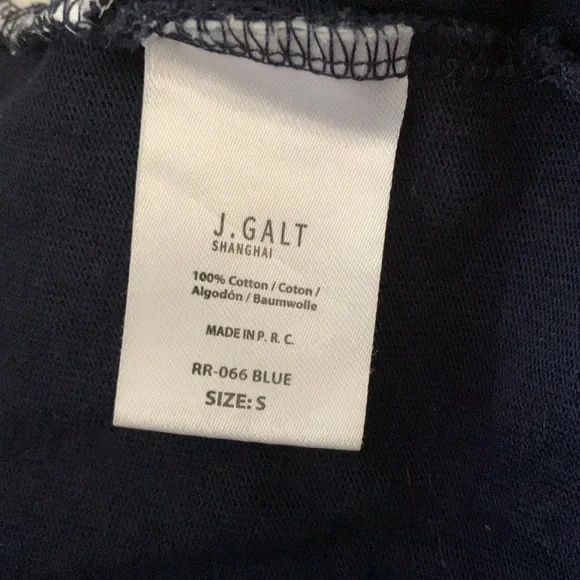 J.GALT
SHANGHAI
100% Cotton / Coton /
Algodón / Baumwolle
MADE IN P. R. C.
RR-066 BLUE
SIZE: S